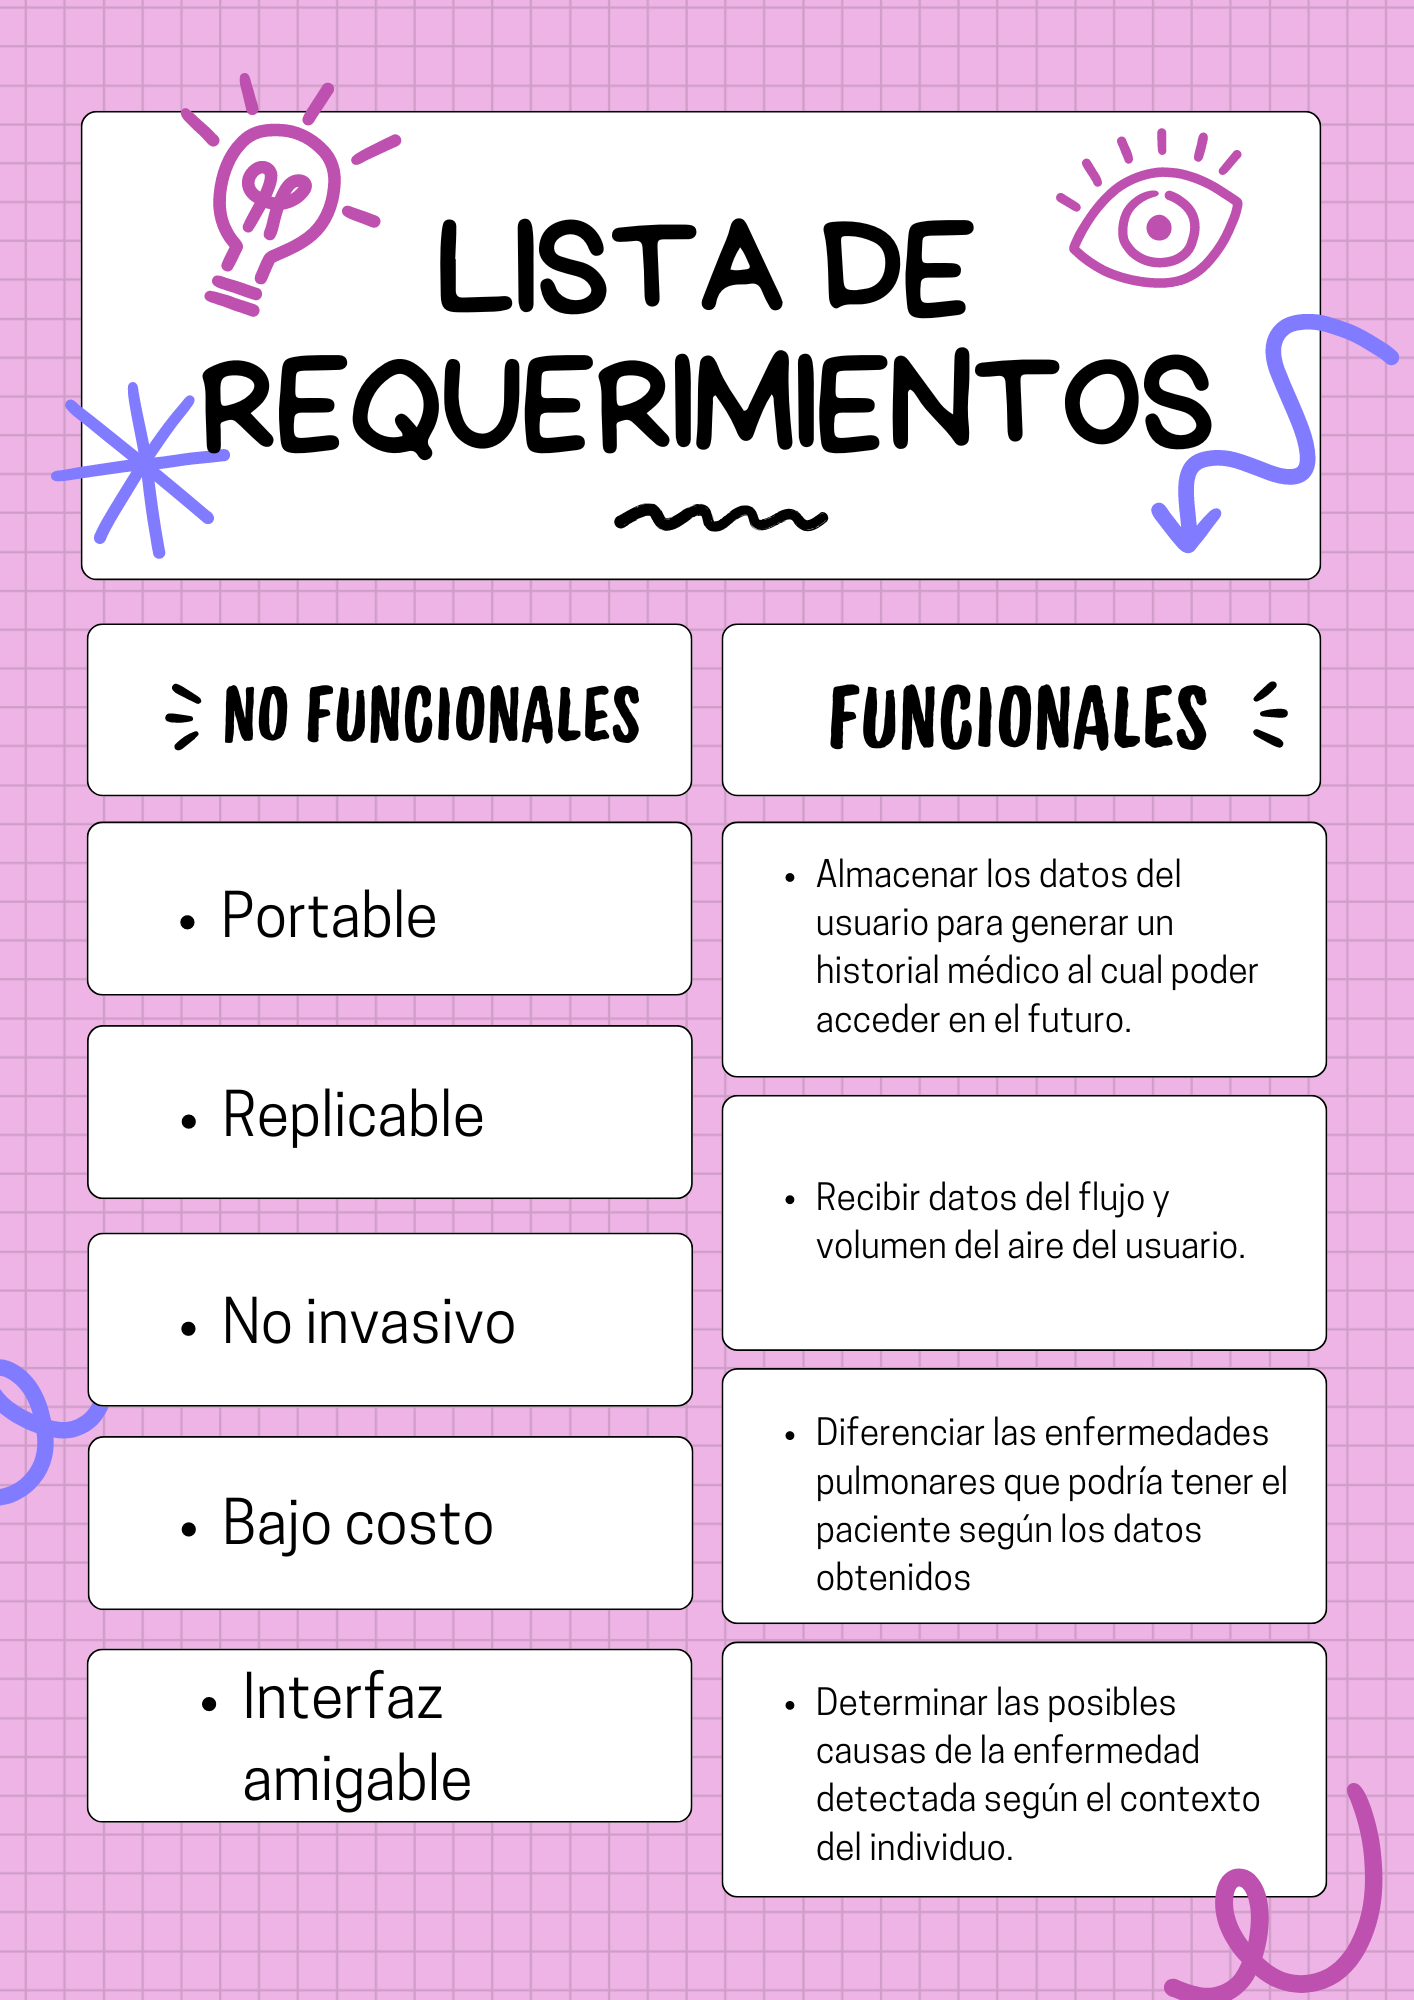 LISTA DE
REQUERIMIENTOS
NO FUNCIONALES
• Portable
• Replicable
• No invasivo
• Bajo costo
• Interfaz
amigable
FUNCIONALES
• Almacenar los datos del
usuario para generar un
historial médico al cual poder
acceder en el futuro.
• Recibir datos del flujo y
volumen del aire del usuario.
• Diferenciar las enfermedades
pulmonares que podría tener el
paciente según los datos
obtenidos
• Determinar las posibles
causas de la enfermedad
detectada según el contexto
del individuo.